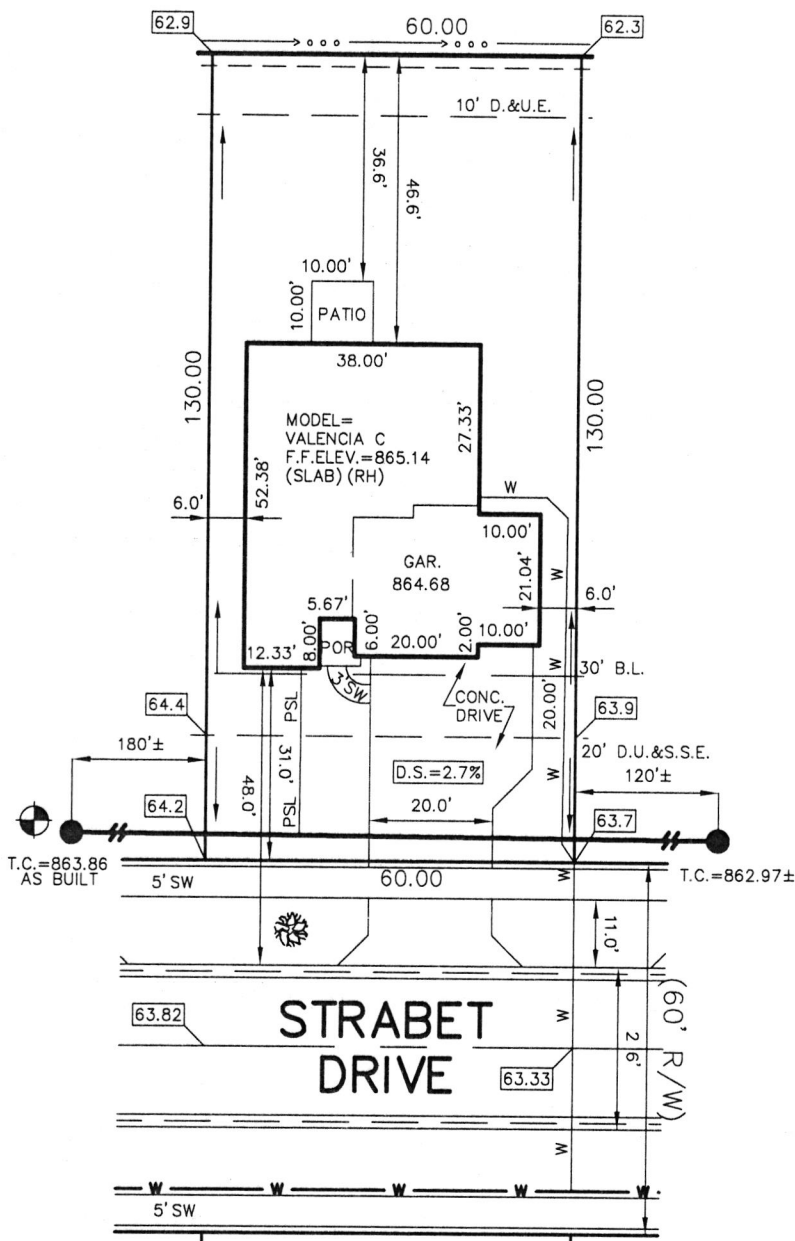 62.9
60.00
62.3
10' D.&U.E.
36.6'
46.6'
10.00'
10.00'
PATIO
38.00'
130.00
130.00
MODEL=
VALENCIA C
F.F.ELEV.=865.14
(SLAB) (RH)
27.33'
52.38'
6.0'
W
10.00'
GAR.
864.68
W
21.04'
6.0'
5.67'
8.00'
POR
6.00'
20.00'
2.00'
10.00'
12.33'
3'SW
W
30' B.L.
CONC.
DRIVE
20.00'
PSL
64.4
63.9
180'±
31.0'
48.0'
D.S.=2.7%
W
20' D.U.&S.S.E.
120'±
PSL
20.0'
64.2
63.7
T.C.=863.86
AS BUILT
T.C.=862.97±
5' SW
60.00
W
11.0'
STRABET
DRIVE
63.82
63.33
W
(60' R/W)
W
W W W W W
5' SW